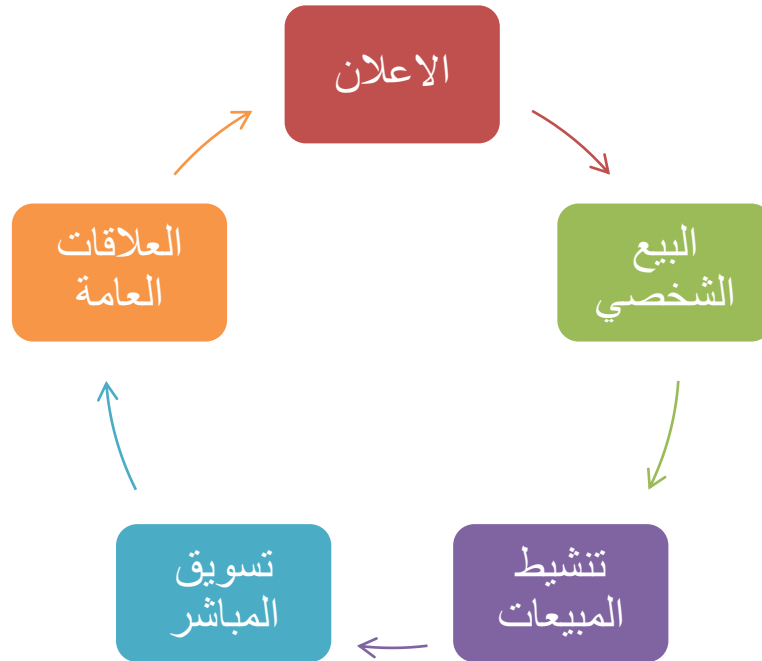 الاعلان
البيع
الشخصي
تنشيط
المبيعات
تسويق
المباشر
العلاقات
العامة